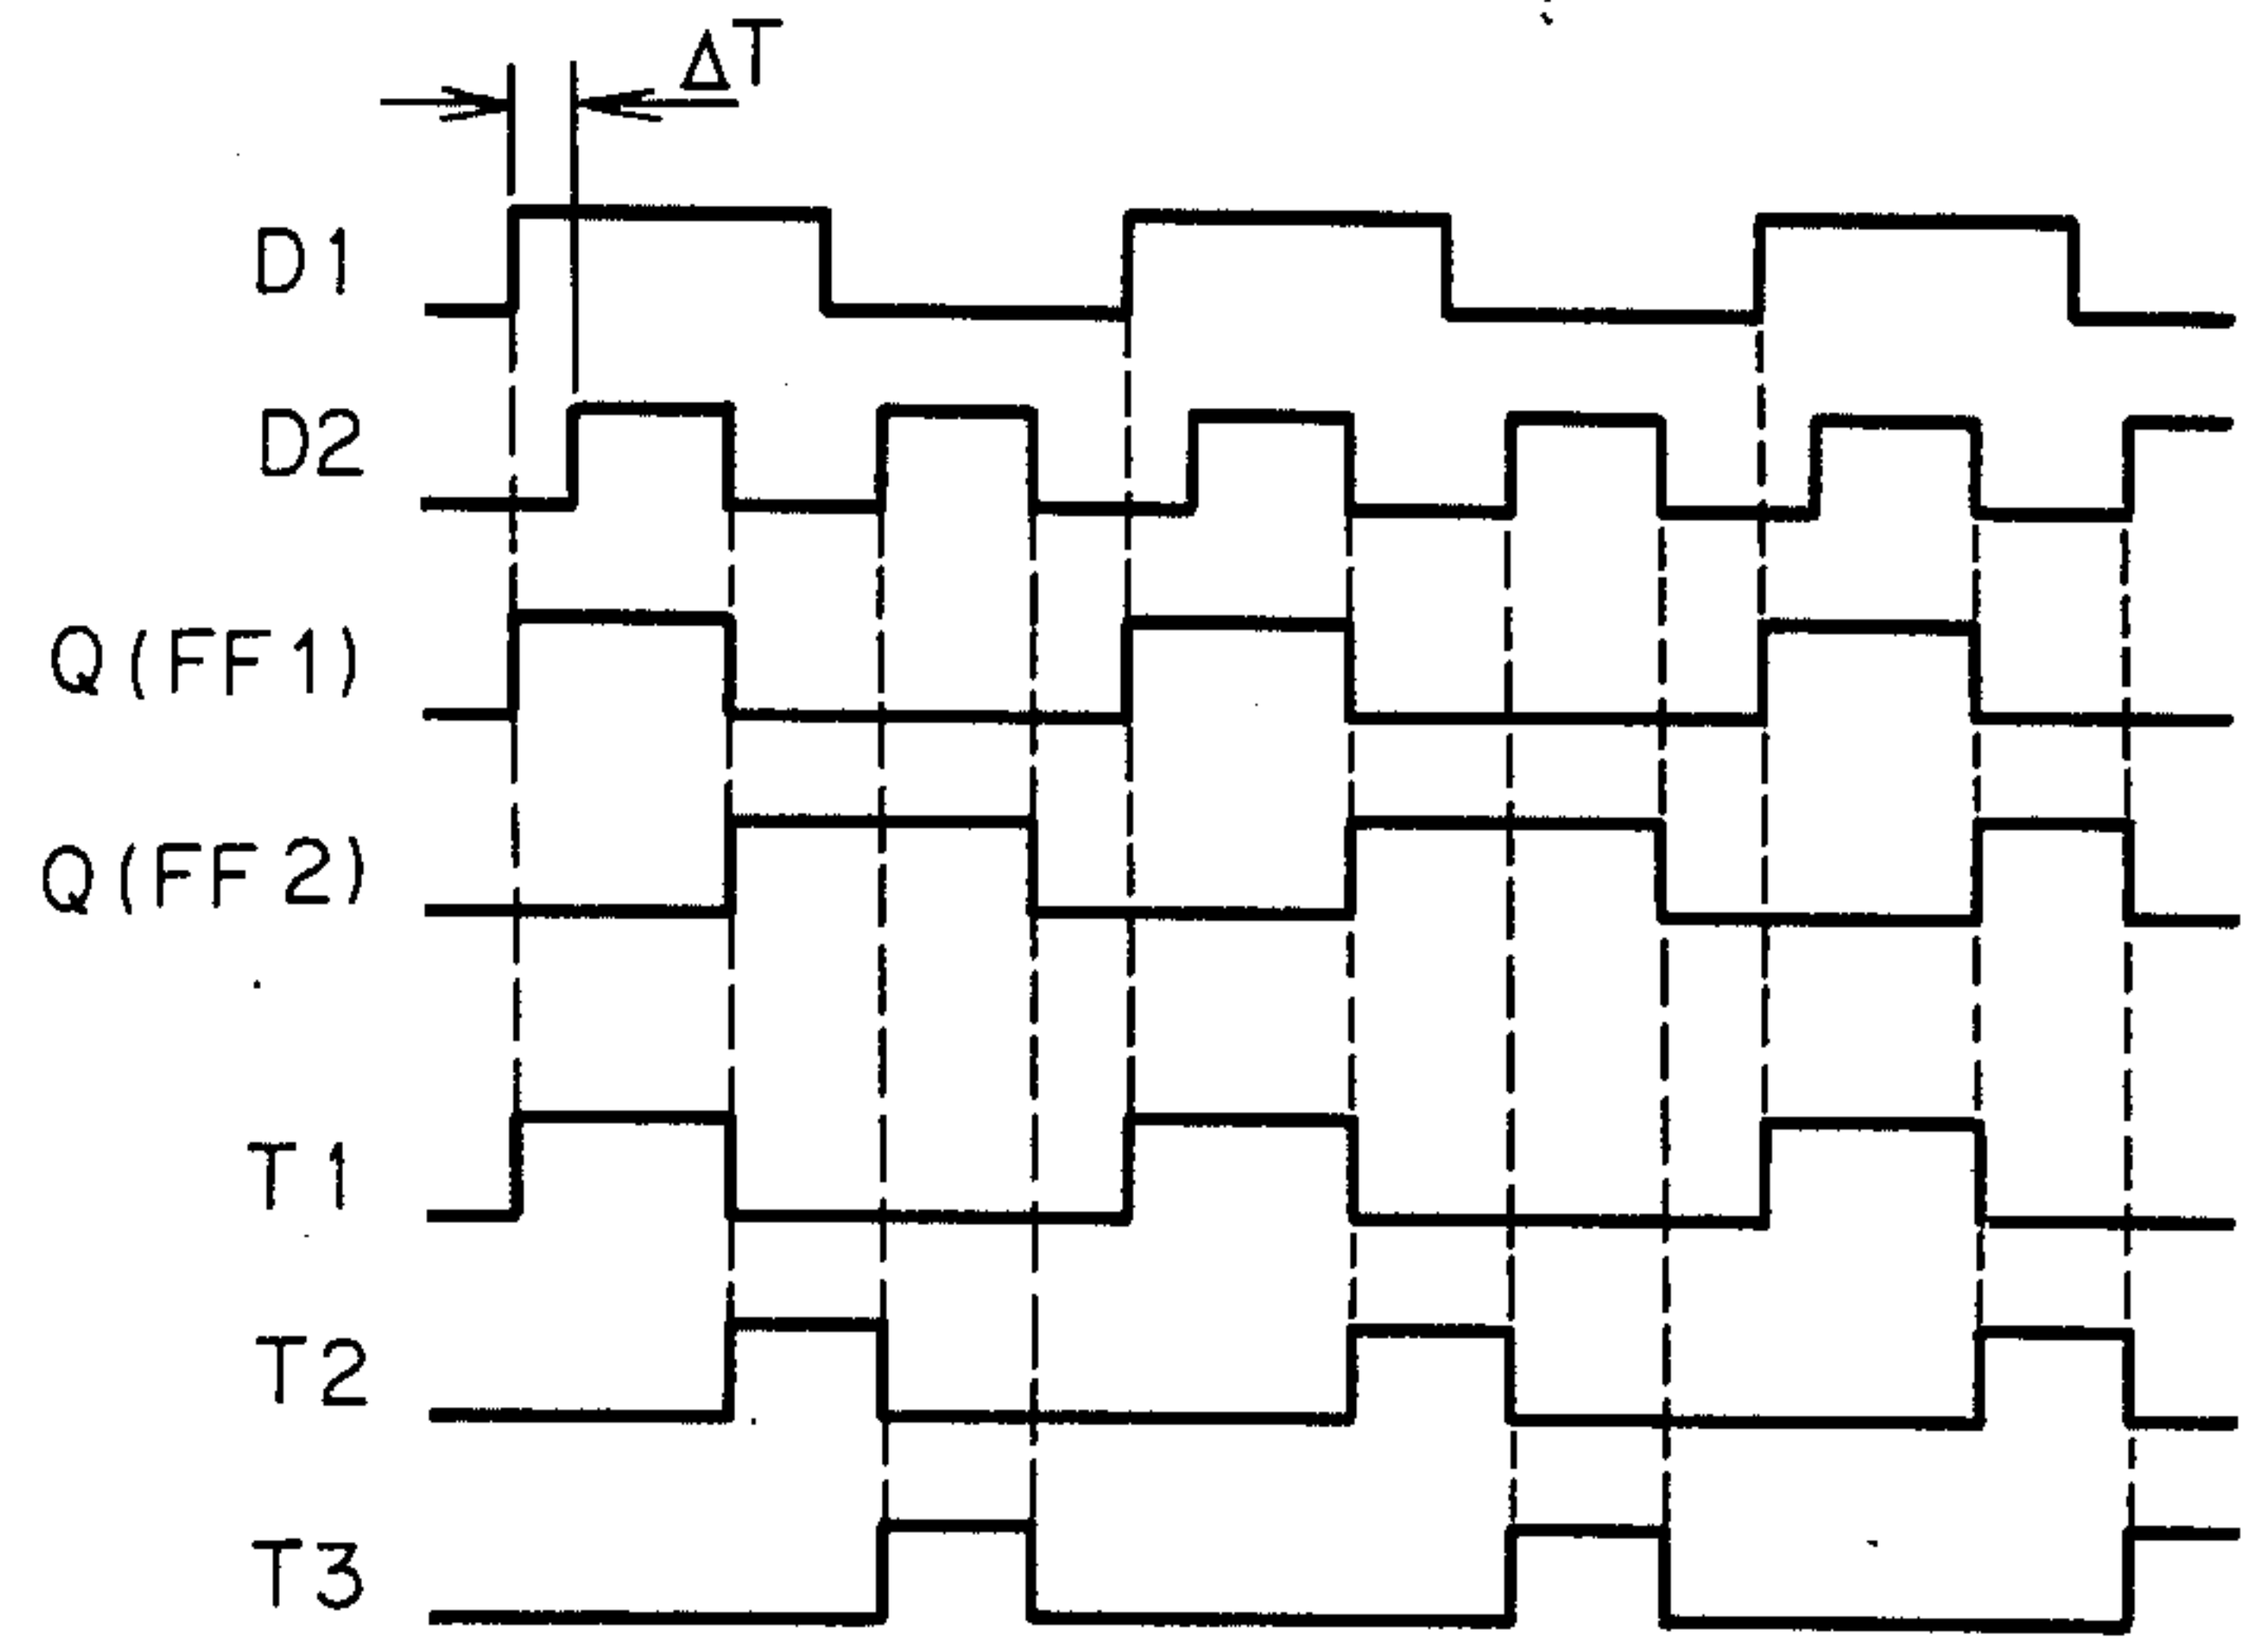 ΔT
D1
D2
Q(FF1)
Q(FF2)
T1
T2
T3